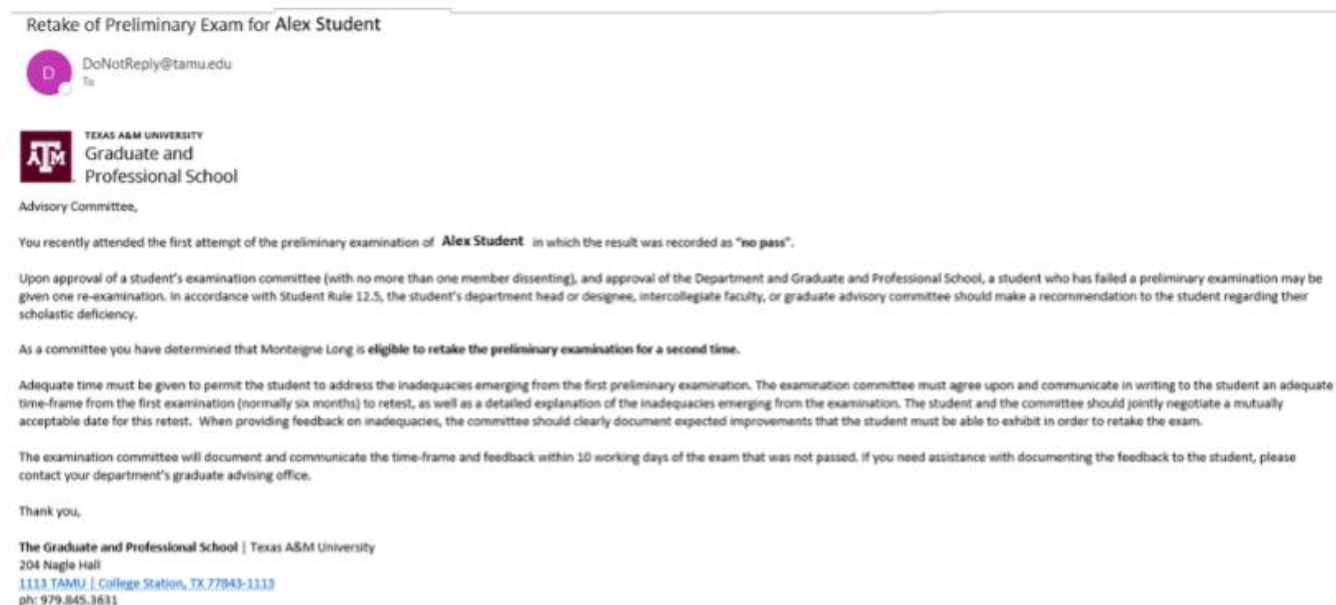 Retake of Preliminary Exam for Alex Student
D
DoNotReply@tamu.edu
To
ATM
TEXAS A&M UNIVERSITY
Graduate and
Professional School
Advisory Committee,
You recently attended the first attempt of the preliminary examination of Alex Student in which the result was recorded as "no pass".
Upon approval of a student's examination committee (with no more than one member dissenting), and approval of the Department and Graduate and Professional School, a student who has failed a preliminary examination may be
given one re-examination. In accordance with Student Rule 12.5, the student's department head or designee, intercollegiate faculty, or graduate advisory committee should make a recommendation to the student regarding their
scholastic deficiency.
As a committee you have determined that Monteigne Long is eligible to retake the preliminary examination for a second time.
Adequate time must be given to permit the student to address the inadequacies emerging from the first preliminary examination. The examination committee must agree upon and communicate in writing to the student an adequate
time-frame from the first examination (normally six months) to retest, as well as a detailed explanation of the inadequacies emerging from the examination. The student and the committee should jointly negotiate a mutually
acceptable date for this retest. When providing feedback on inadequacies, the committee should clearly document expected improvements that the student must be able to exhibit in order to retake the exam.
The examination committee will document and communicate the time-frame and feedback within 10 working days of the exam that was not passed. If you need assistance with documenting the feedback to the student, please
contact your department's graduate advising office.
Thank you,
The Graduate and Professional School | Texas A&M University
204 Nagle Hall
1113 TAMU | College Station, TX 77843-1113
ph: 979.845.3631